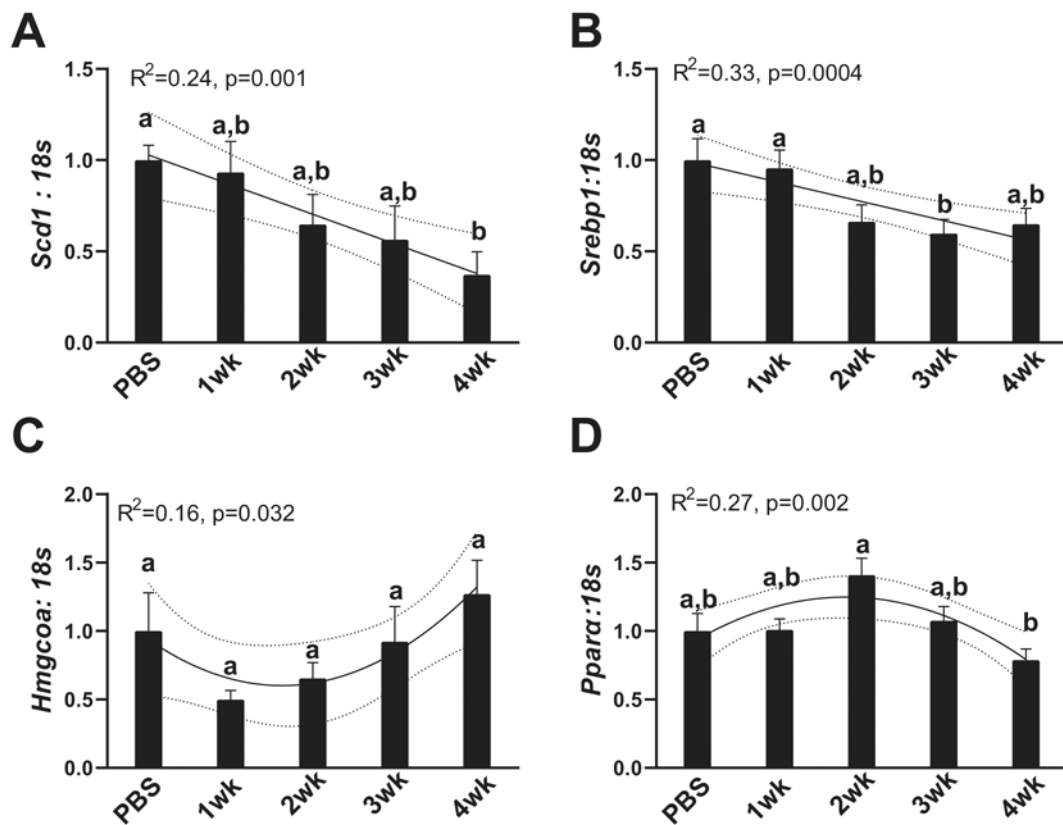 A
R²=0.24, p=0.001
Scd1 : 18s
1.5
1.0
0.5
0.0
a
a,b
a,b
a,b
b
PBS
1wk
2wk
3wk
4wk
B
R²=0.33, p=0.0004
Srebp1:18s
1.5
1.0
0.5
0.0
a
a
a,b
b
a,b
PBS
1wk
2wk
3wk
4wk
C
R²=0.16, p=0.032
Hmgcoa: 18s
2.0
1.5
1.0
0.5
0.0
a
a
a
a
a
PBS
1wk
2wk
3wk
4wk
D
R²=0.27, p=0.002
Pparα:18s
2.0
1.5
1.0
0.5
0.0
a,b
a,b
a
a,b
b
PBS
1wk
2wk
3wk
4wk